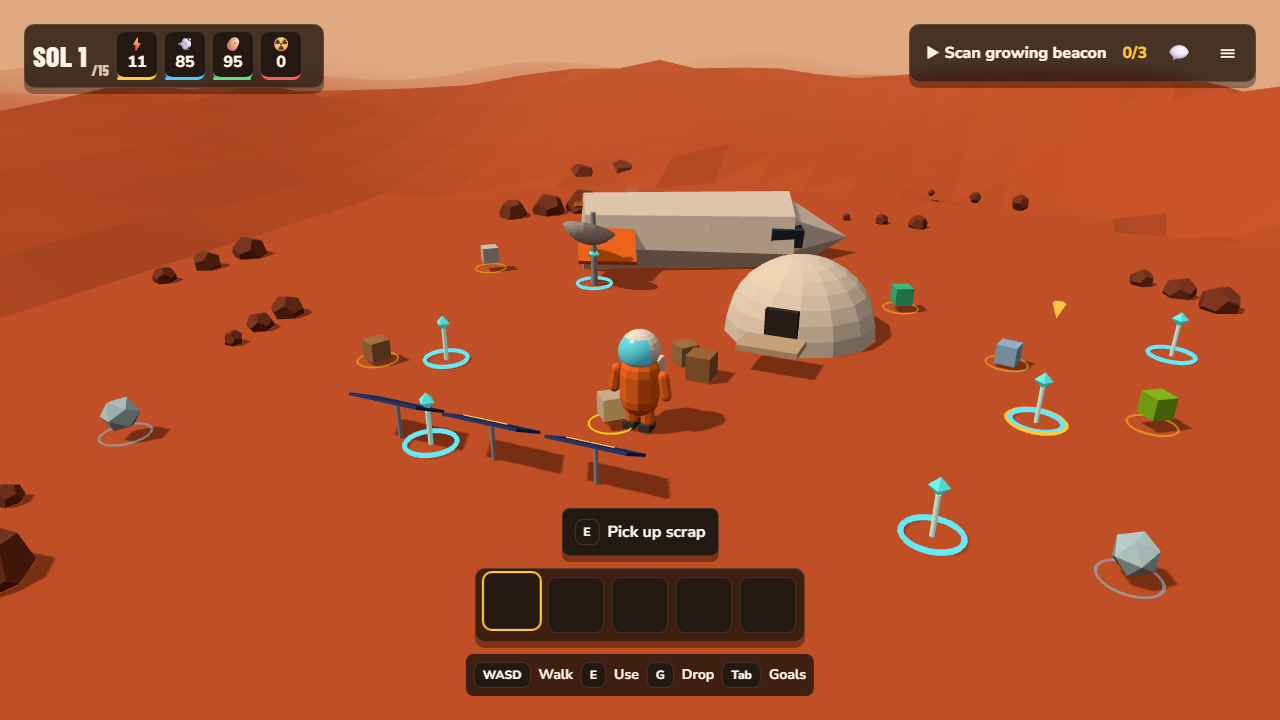 SOL 1 /15
11 85 95 0
▶ Scan growing beacon 0/3
E Pick up scrap
WASD Walk E Use G Drop Tab Goals